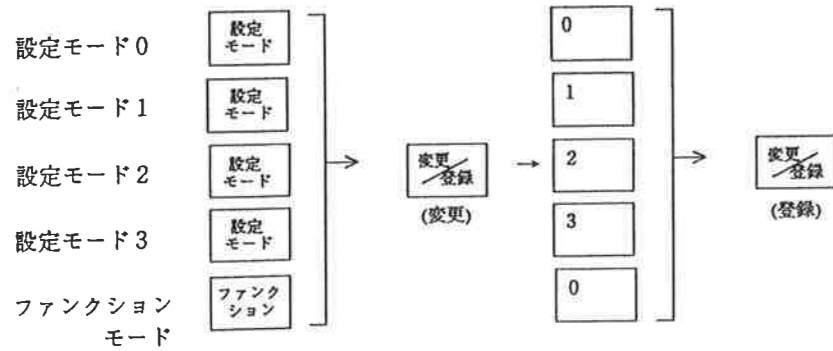 設定モード0
設定
モード
0
設定モード1
設定
モード
1
設定モード2
設定
モード
変更
登録
(変更)
2
変更
登録
(登録)
設定モード3
設定
モード
3
ファンクション
モード
ファンク
ション
0